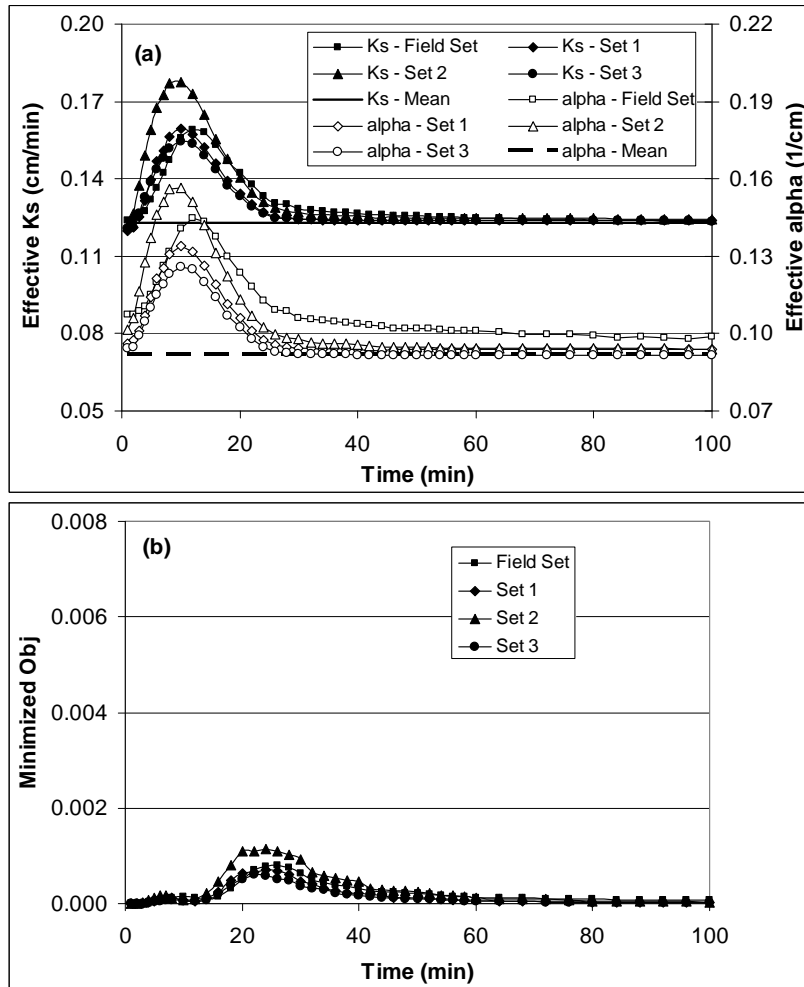 (a)
Ks - Field Set
Ks - Set 1
Ks - Set 2
Ks - Set 3
Ks - Mean
alpha - Field Set
alpha - Set 1
alpha - Set 2
alpha - Set 3
alpha - Mean
Effective Ks (cm/min)
0.20
0.17
0.14
0.11
0.08
0.05
Effective alpha (1/cm)
0.22
0.19
0.16
0.13
0.10
0.07
0
20
40
60
80
100
Time (min)
(b)
Field Set
Set 1
Set 2
Set 3
Minimized Obj
0.008
0.006
0.004
0.002
0.000
0
20
40
60
80
100
Time (min)